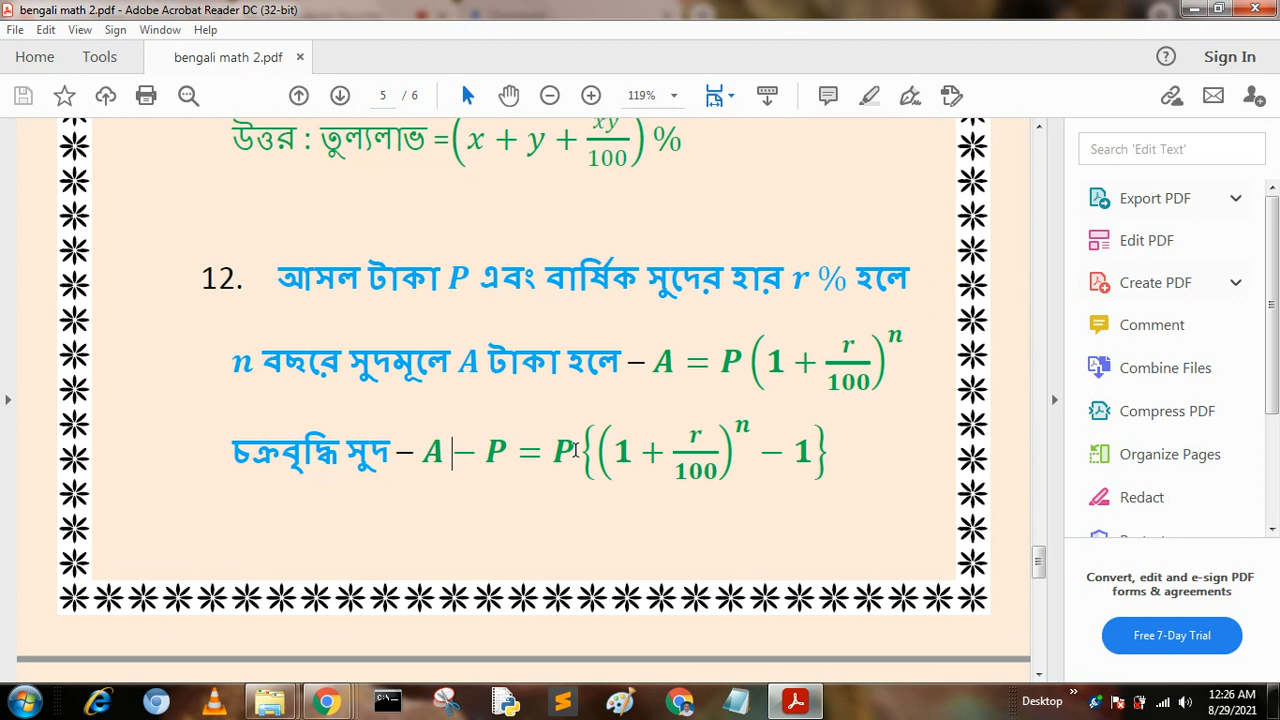 bengali math 2.pdf - Adobe Acrobat Reader DC (32-bit)
File Edit View Sign Window Help
Home Tools bengali math 2.pdf × Sign In
5 / 6 119%
উত্তর : তুল্যলাভ =(x + y + xy/100) %
12. আসল টাকা P এবং বার্ষিক সুদের হার r % হলে
n বছরে সুদমূলে A টাকা হলে – A = P(1 + r/100)^n
চক্রবৃদ্ধি সুদ – A – P = P{(1 + r/100)^n − 1}
Search 'Edit Text'
Export PDF
Edit PDF
Create PDF
Comment
Combine Files
Compress PDF
Organize Pages
Redact
Convert, edit and e-sign PDF
forms & agreements
Free 7-Day Trial
Desktop
12:26 AM
8/29/2021